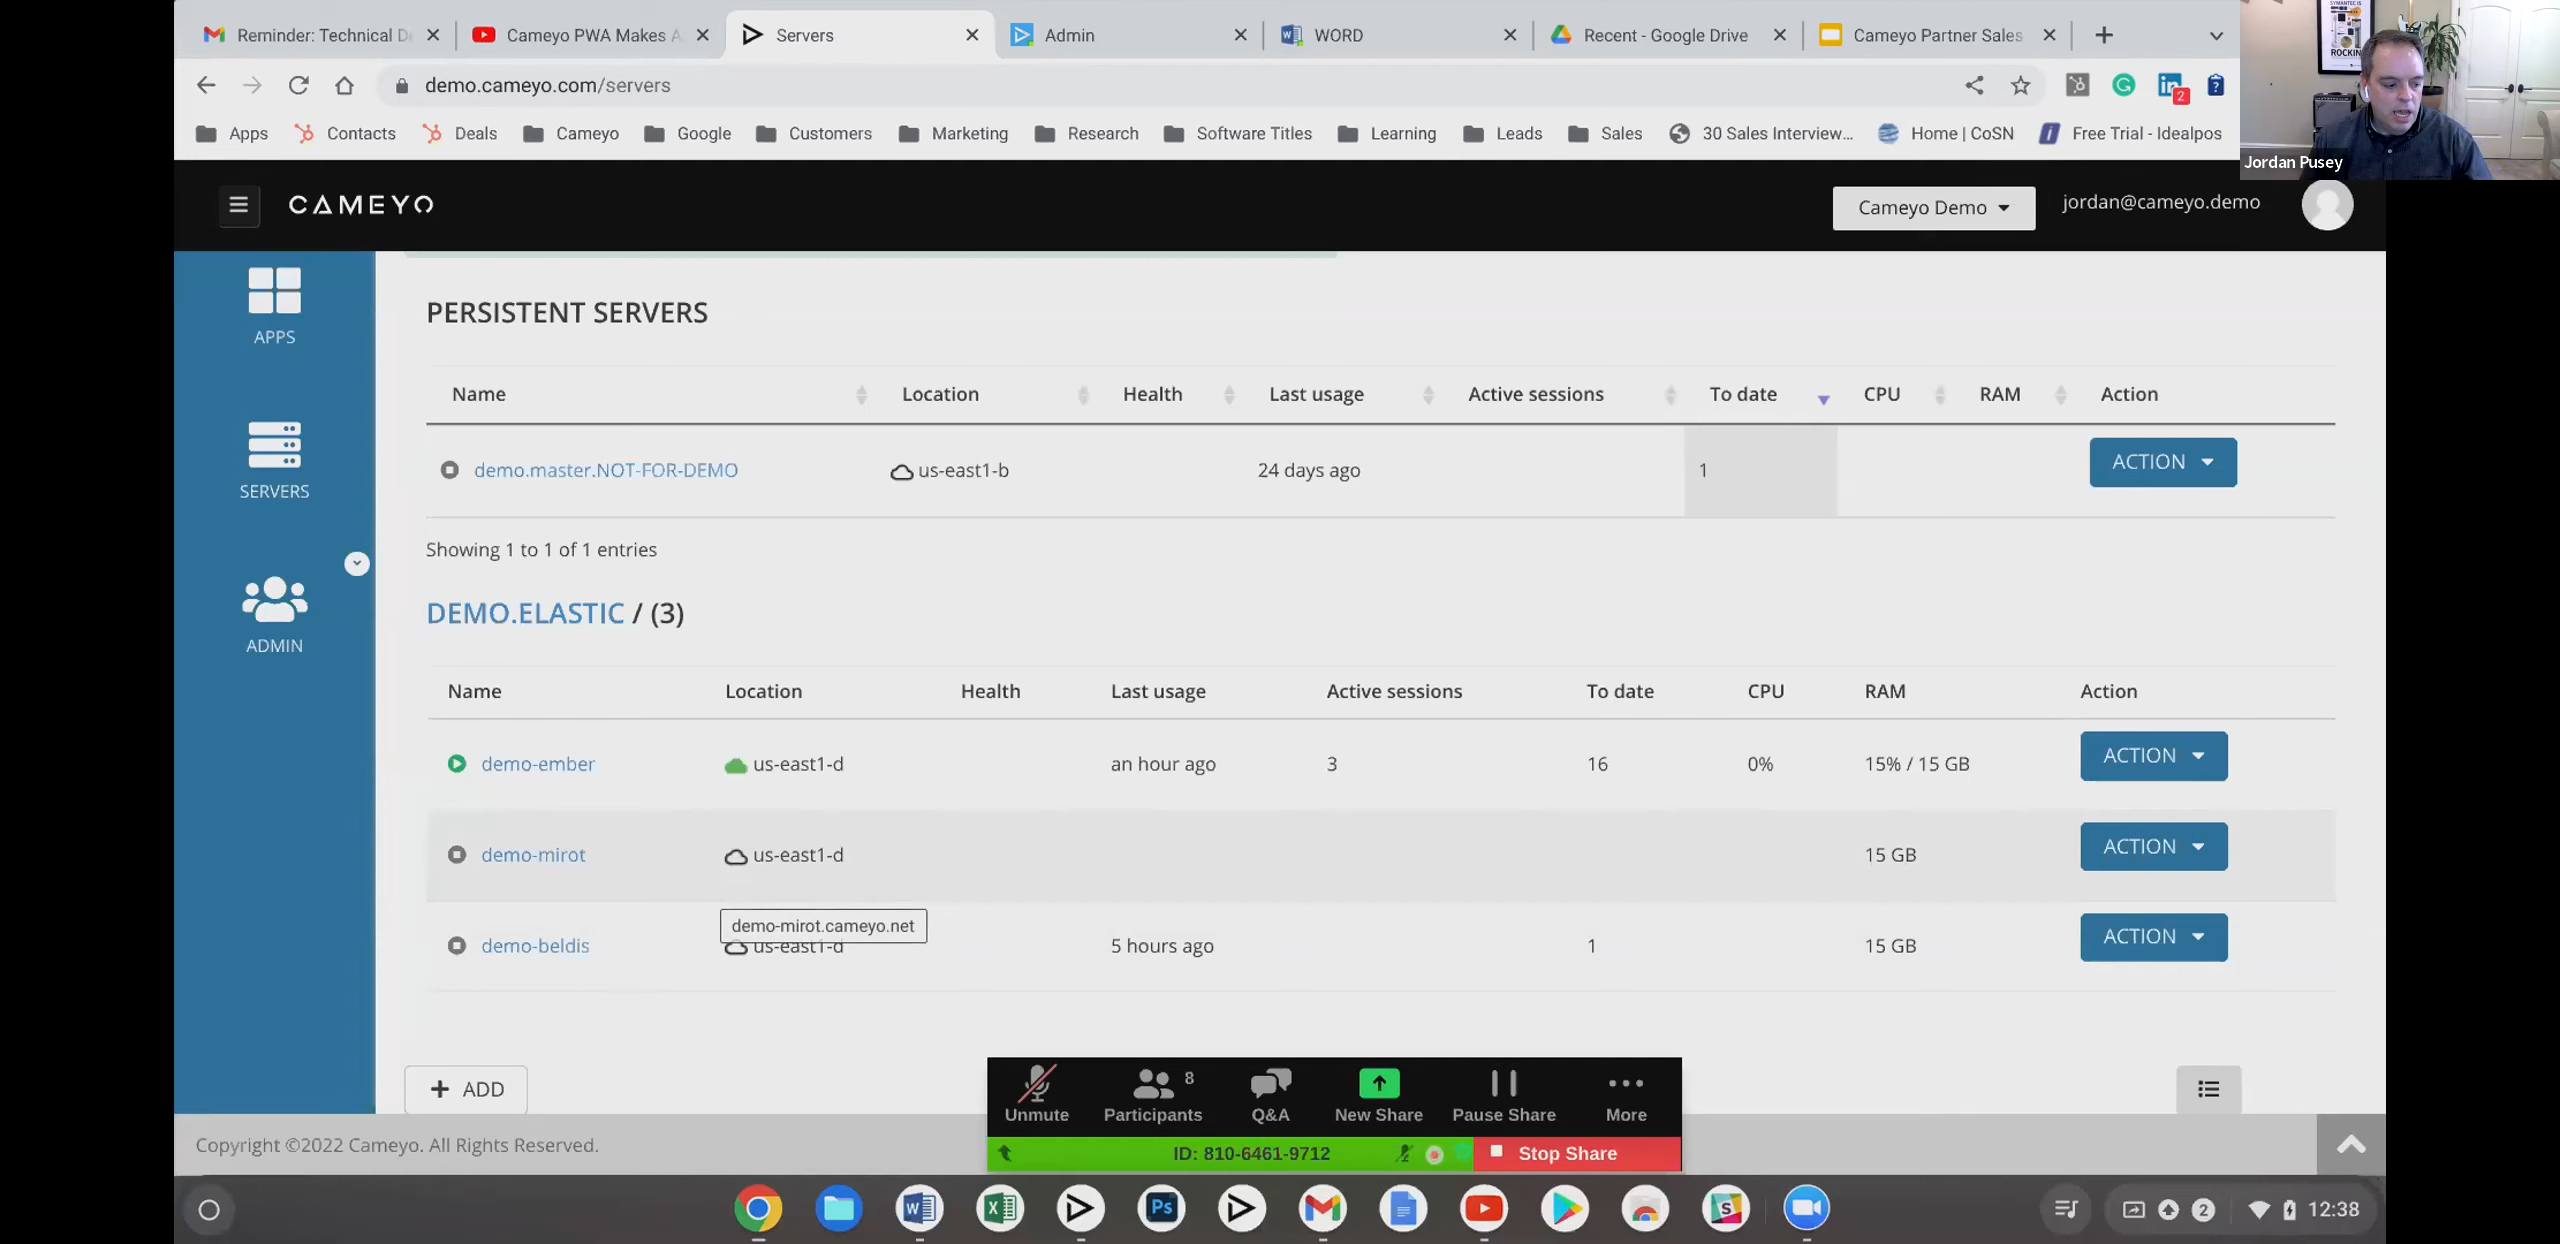 Reminder: Technical D
Cameyo PWA Makes A
Servers
Admin
WORD
Recent - Google Drive
Cameyo Partner Sales
SYMANTEC IS
ROCKIN
demo.cameyo.com/servers
2
Apps
Contacts
Deals
Cameyo
Google
Customers
Marketing
Research
Software Titles
Learning
Leads
Sales
30 Sales Interview...
Home | CoSN
Free Trial - Idealpos
Jordan Pusey
CAMEYO
Cameyo Demo
jordan@cameyo.demo
APPS
SERVERS
ADMIN
PERSISTENT SERVERS
Name Location Health Last usage Active sessions To date CPU RAM Action
demo.master.NOT-FOR-DEMO us-east1-b 24 days ago 1 ACTION
Showing 1 to 1 of 1 entries
DEMO.ELASTIC / (3)
Name Location Health Last usage Active sessions To date CPU RAM Action
demo-ember us-east1-d an hour ago 3 16 0% 15% / 15 GB ACTION
demo-mirot us-east1-d 15 GB ACTION
demo-mirot.cameyo.net
demo-beldis us-east1-d 5 hours ago 1 15 GB ACTION
+ ADD
8
Unmute Participants Q&A New Share Pause Share More
ID: 810-6461-9712 Stop Share
Copyright ©2022 Cameyo. All Rights Reserved.
Ps
2
12:38